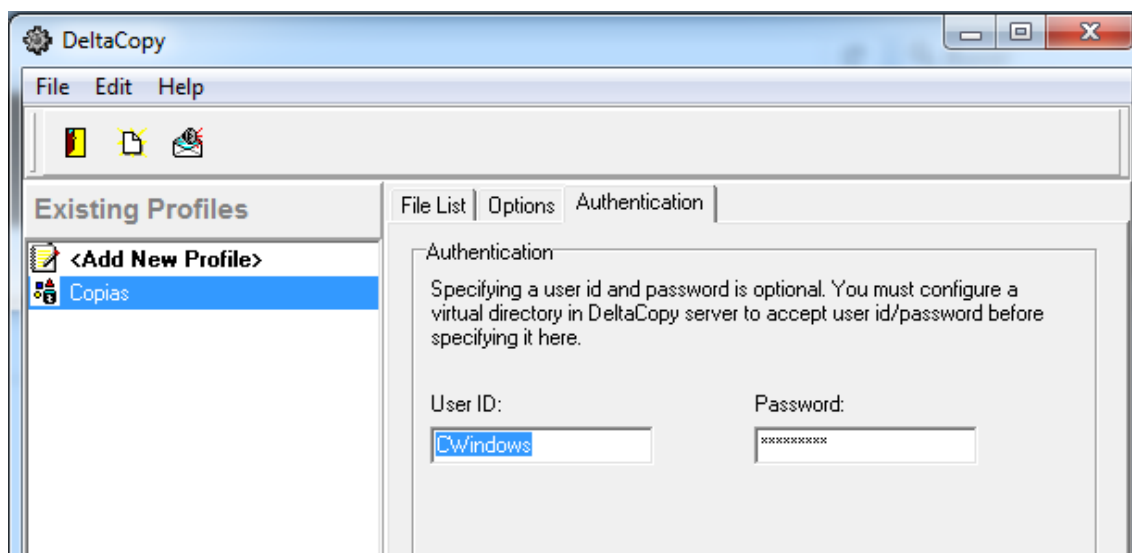 DeltaCopy
File Edit Help
Existing Profiles
<Add New Profile>
Copias
File List Options Authentication
Authentication
Specifying a user id and password is optional. You must configure a
virtual directory in DeltaCopy server to accept user id/password before
specifying it here.
User ID: Password:
CWindows xxxxxxxxx